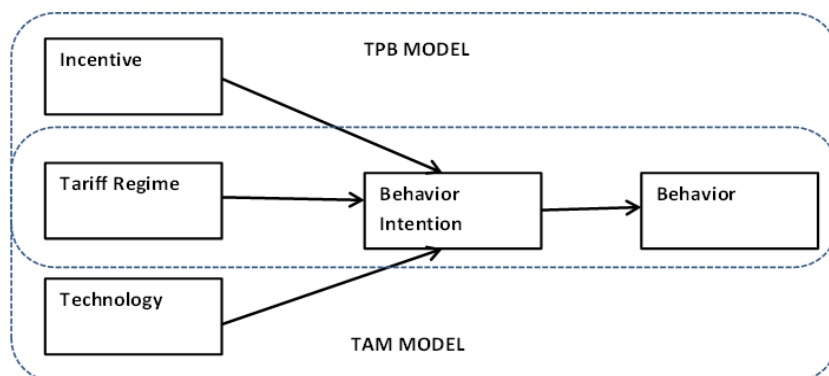 TPB MODEL
Incentive
Tariff Regime
Behavior
Intention
Behavior
Technology
TAM MODEL